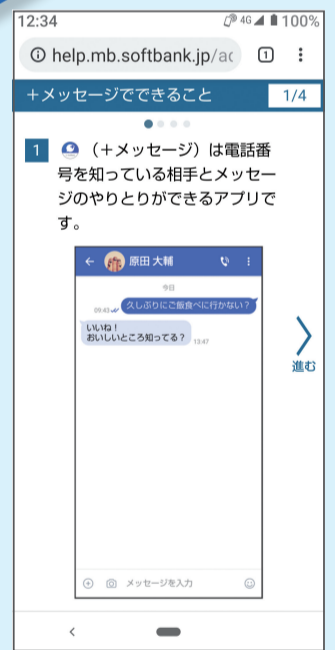 12:34 4G 100%
help.mb.softbank.jp/ac 1
＋メッセージでできること 1/4
1 （＋メッセージ）は電話番
号を知っている相手とメッセー
ジのやりとりができるアプリで
す。
原田 大輔
今日
09:43 久しぶりにご飯食べに行かない？
いいね！
おいしいところ知ってる？ 13:47
進む
メッセージを入力